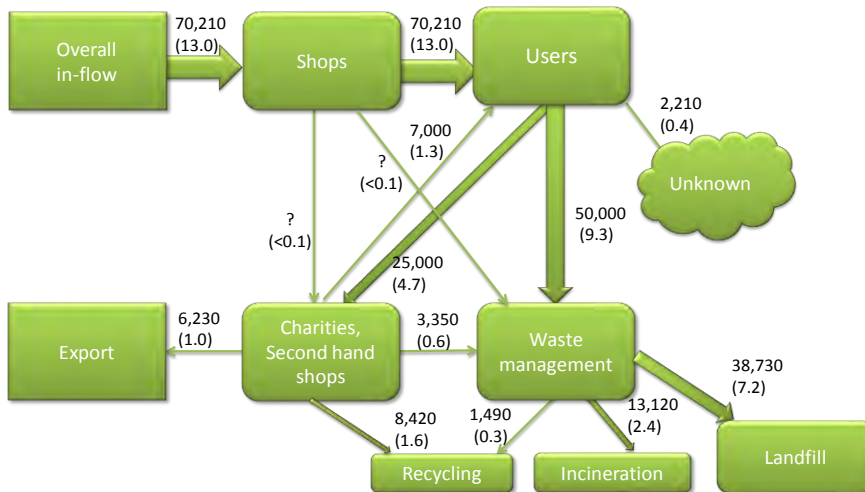 70,210
(13.0)
70,210
(13.0)
Overall
in-flow
Shops
Users
2,210
(0.4)
7,000
(1.3)
?
(<0.1)
Unknown
?
(<0.1)
50,000
(9.3)
25,000
(4.7)
6,230
(1.0)
Export
Charities,
Second hand
shops
3,350
(0.6)
Waste
management
38,730
(7.2)
8,420
(1.6)
1,490
(0.3)
13,120
(2.4)
Recycling
Incineration
Landfill